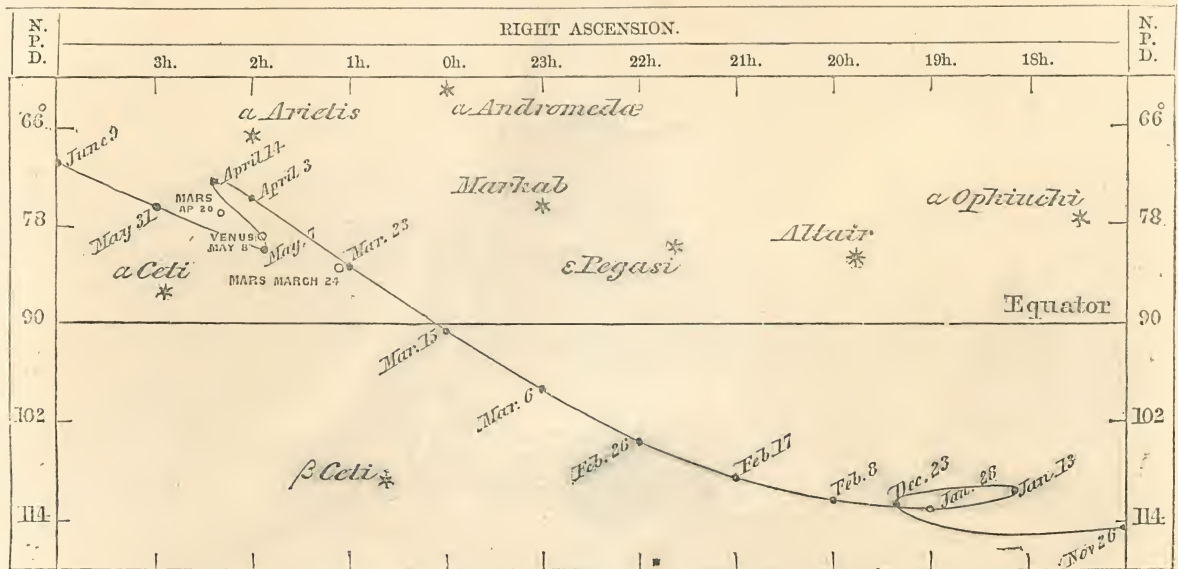 N. P. D.
RIGHT ASCENSION.
N. P. D.
3h. 2h. 1h. 0h. 23h. 22h. 21h. 20h. 19h. 18h.
α Arietis
α Andromedæ
66°
66°
June 9
April 14
April 3
Markab
α Ophiuchi
MARS
AP 20
78
May 31
VENUS
MAY 8
May. 7
Mar. 23
Altair
78
α Ceti
MARS MARCH 24
ε Pegasi
Equator
90
90
Mar. 15
Mar. 6
102
102
Feb. 26
β Ceti
Feb. 17
Feb. 8
Dec. 23
Jan. 28
Jan. 13
114
114
Nov 26